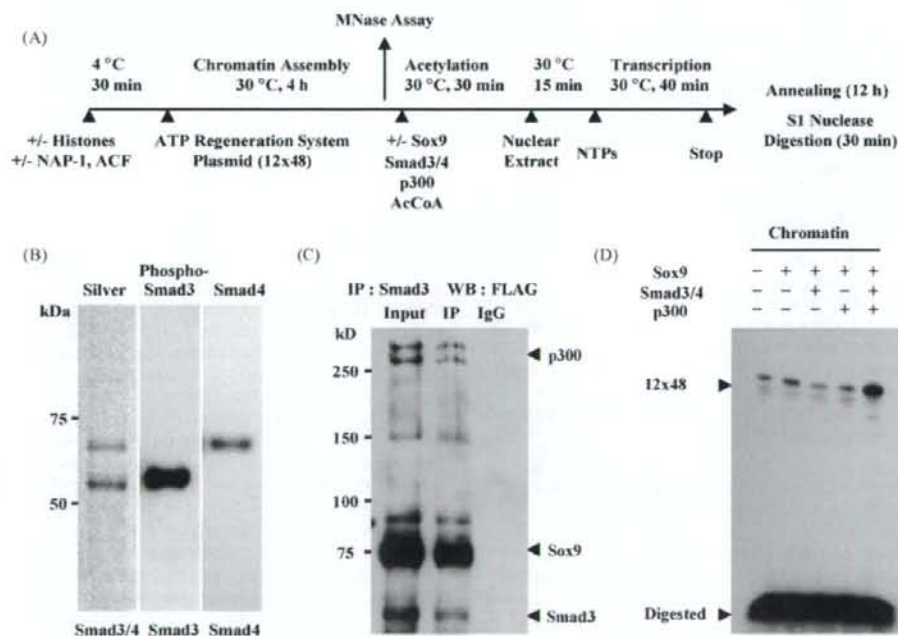 (A)
MNase Assay
4 °C
30 min
Chromatin Assembly
30 °C, 4 h
Acetylation
30 °C, 30 min
30 °C
15 min
Transcription
30 °C, 40 min
Annealing (12 h)
S1 Nuclease
Digestion (30 min)
+/- Histones
+/- NAP-1, ACF
ATP Regeneration System
Plasmid (12x48)
+/- Sox9
Smad3/4
p300
AcCoA
Nuclear
Extract
NTPs
Stop
(B)
Silver
Phospho-
Smad3
Smad4
kDa
75
50
Smad3/4
Smad3
Smad4
(C)
IP : Smad3 WB : FLAG
Input IP IgG
kD
250
150
100
75
p300
Sox9
Smad3
(D)
Chromatin
Sox9 – + + + +
Smad3/4 – – + – +
p300 – – – + +
12x48
Digested